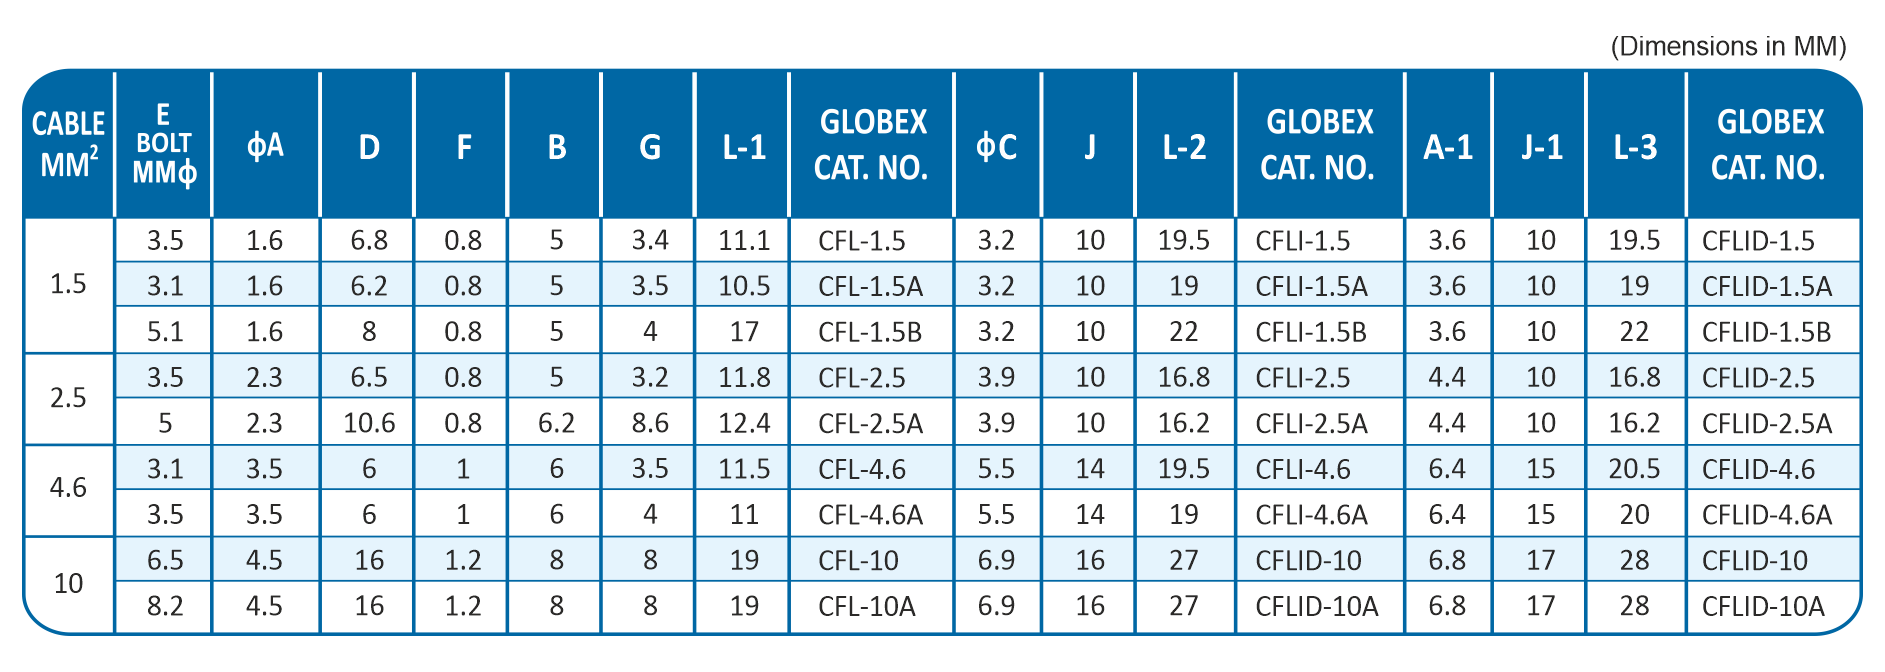 (Dimensions in MM)
CABLE MM² E BOLT MMϕ ϕA D F B G L-1 GLOBEX CAT. NO. ϕC J L-2 GLOBEX CAT. NO. A-1 J-1 L-3 GLOBEX CAT. NO.
1.5 3.5 1.6 6.8 0.8 5 3.4 11.1 CFL-1.5 3.2 10 19.5 CFLI-1.5 3.6 10 19.5 CFLID-1.5
3.1 1.6 6.2 0.8 5 3.5 10.5 CFL-1.5A 3.2 10 19 CFLI-1.5A 3.6 10 19 CFLID-1.5A
5.1 1.6 8 0.8 5 4 17 CFL-1.5B 3.2 10 22 CFLI-1.5B 3.6 10 22 CFLID-1.5B
2.5 3.5 2.3 6.5 0.8 5 3.2 11.8 CFL-2.5 3.9 10 16.8 CFLI-2.5 4.4 10 16.8 CFLID-2.5
5 2.3 10.6 0.8 6.2 8.6 12.4 CFL-2.5A 3.9 10 16.2 CFLI-2.5A 4.4 10 16.2 CFLID-2.5A
4.6 3.1 3.5 6 1 6 3.5 11.5 CFL-4.6 5.5 14 19.5 CFLI-4.6 6.4 15 20.5 CFLID-4.6
3.5 3.5 6 1 6 4 11 CFL-4.6A 5.5 14 19 CFLI-4.6A 6.4 15 20 CFLID-4.6A
10 6.5 4.5 16 1.2 8 8 19 CFL-10 6.9 16 27 CFLID-10 6.8 17 28 CFLID-10
8.2 4.5 16 1.2 8 8 19 CFL-10A 6.9 16 27 CFLID-10A 6.8 17 28 CFLID-10A